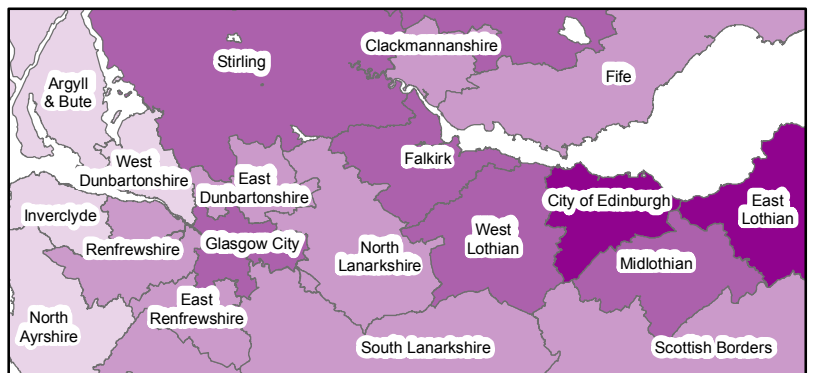 Clackmannanshire
Stirling
Fife
Argyll
& Bute
West
Dunbartonshire
East
Dunbartonshire
Falkirk
City of Edinburgh
East
Lothian
Inverclyde
Renfrewshire
Glasgow City
North
Lanarkshire
West
Lothian
Midlothian
North
Ayrshire
East
Renfrewshire
South Lanarkshire
Scottish Borders